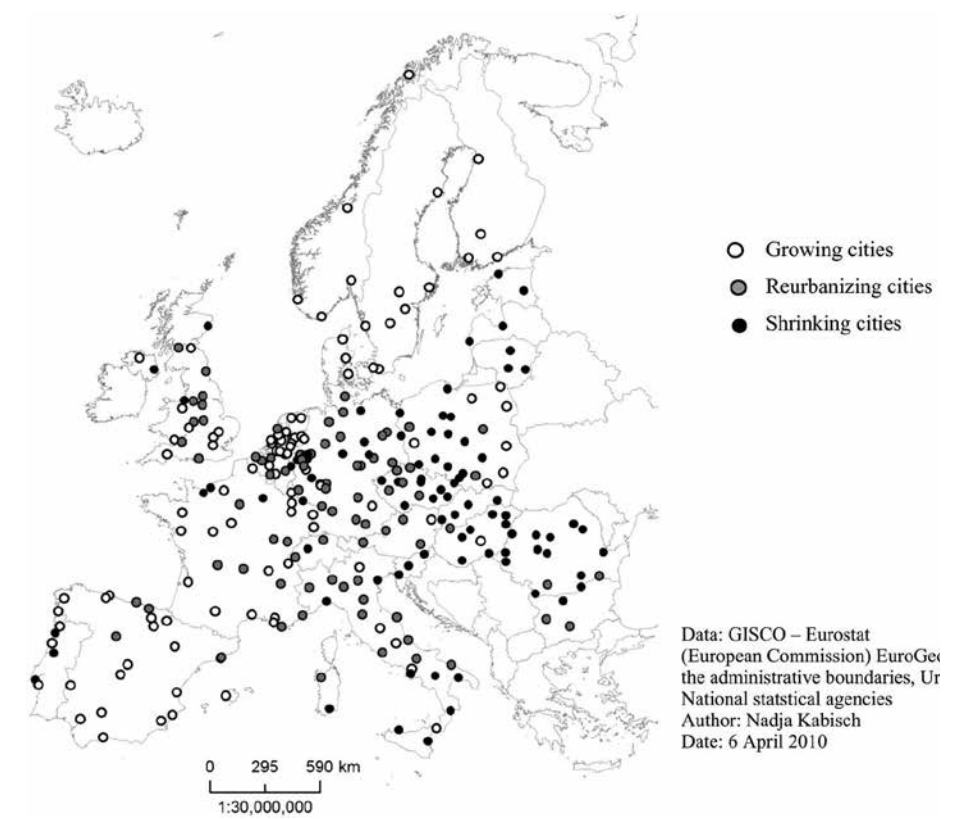 Growing cities
Reurbanizing cities
Shrinking cities
Data: GISCO – Eurostat
(European Commission) EuroGeo
the administrative boundaries, Ur
National statstical agencies
Author: Nadja Kabisch
Date: 6 April 2010
0 295 590 km
1:30,000,000